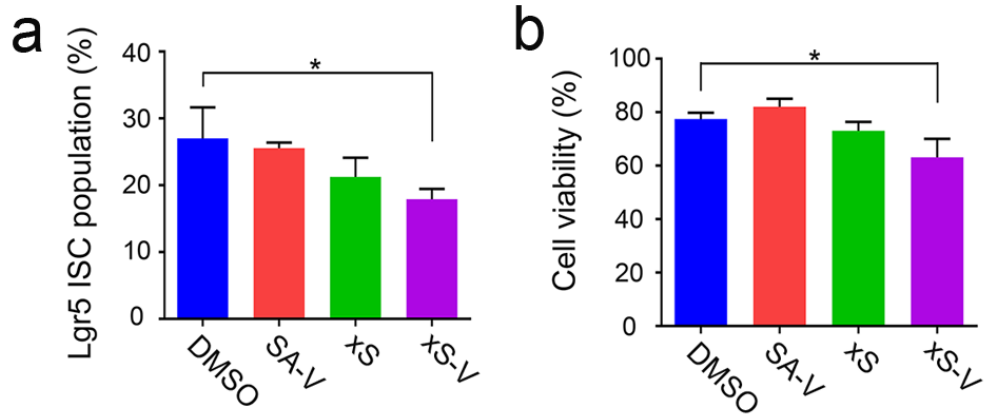 a
Lgr5 ISC population (%)
40
30
20
10
0
*
DMSO
SA-V
xS
xS-V
b
Cell viability (%)
100
80
60
40
20
0
*
DMSO
SA-V
xS
xS-V